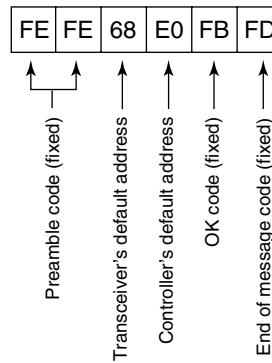 FE FE 68 E0 FB FD
Preamble code (fixed)
Transceiver's default address
Controller's default address
OK code (fixed)
End of message code (fixed)